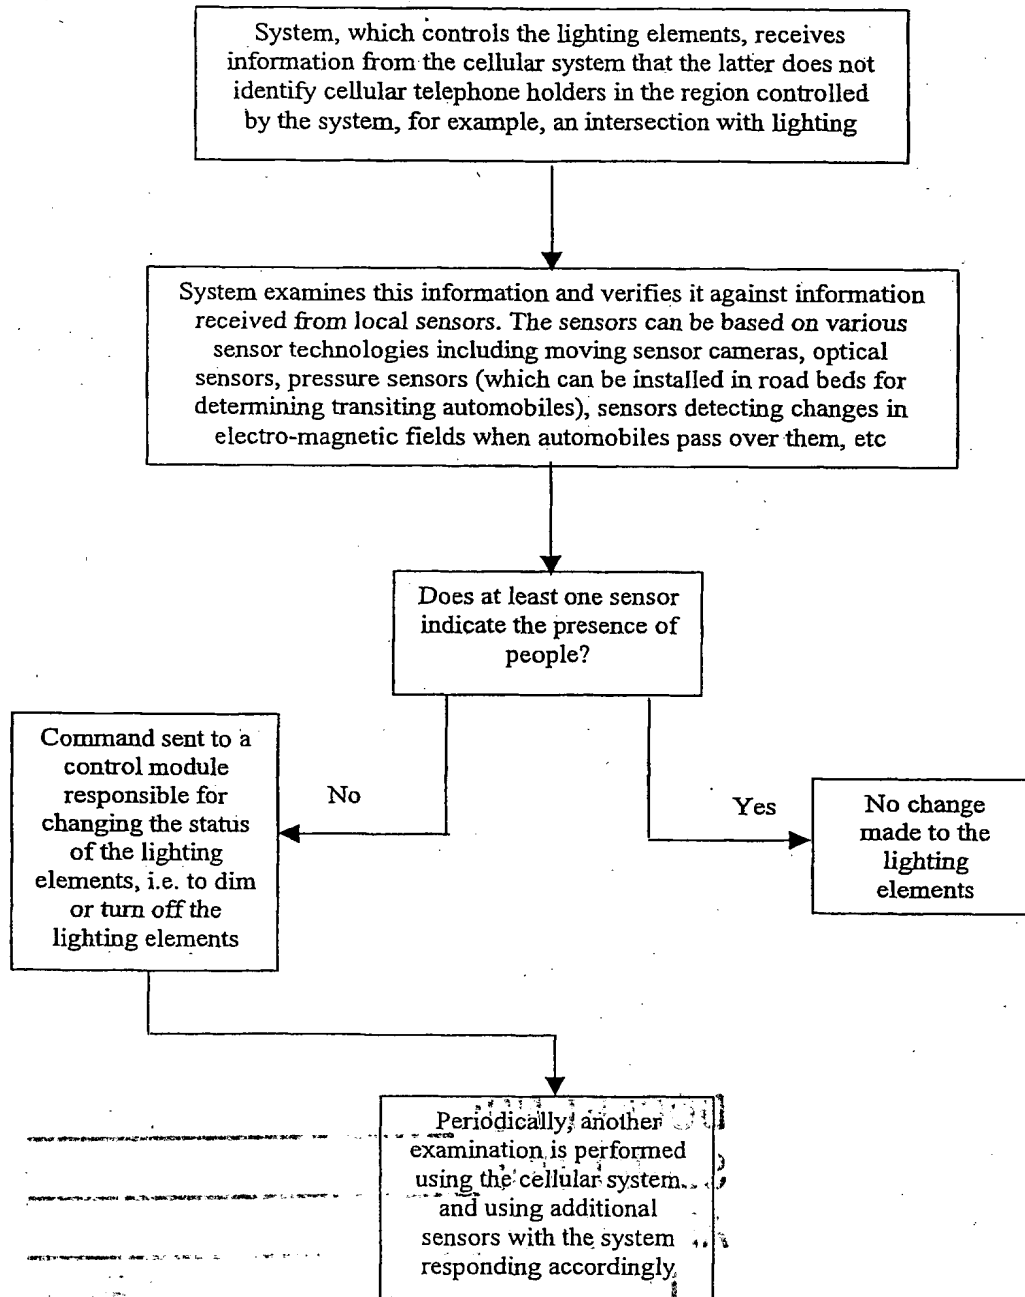 System, which controls the lighting elements, receives
information from the cellular system that the latter does not
identify cellular telephone holders in the region controlled
by the system, for example, an intersection with lighting
System examines this information and verifies it against information
received from local sensors. The sensors can be based on various
sensor technologies including moving sensor cameras, optical
sensors, pressure sensors (which can be installed in road beds for
determining transiting automobiles), sensors detecting changes in
electro-magnetic fields when automobiles pass over them, etc
Does at least one sensor
indicate the presence of
people?
No
Yes
Command sent to a
control module
responsible for
changing the status
of the lighting
elements, i.e. to dim
or turn off the
lighting elements
No change
made to the
lighting
elements
Periodically, another
examination is performed
using the cellular system
and using additional
sensors with the system
responding accordingly